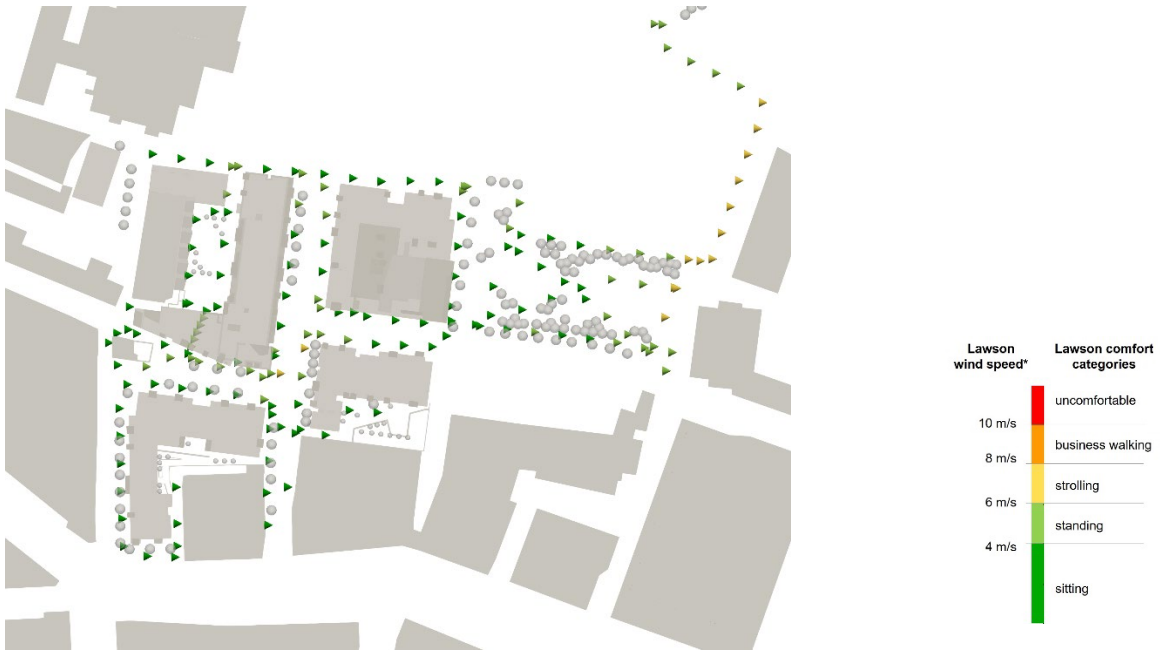 Lawson
wind speed*
Lawson comfort
categories
uncomfortable
10 m/s
business walking
8 m/s
strolling
6 m/s
standing
4 m/s
sitting